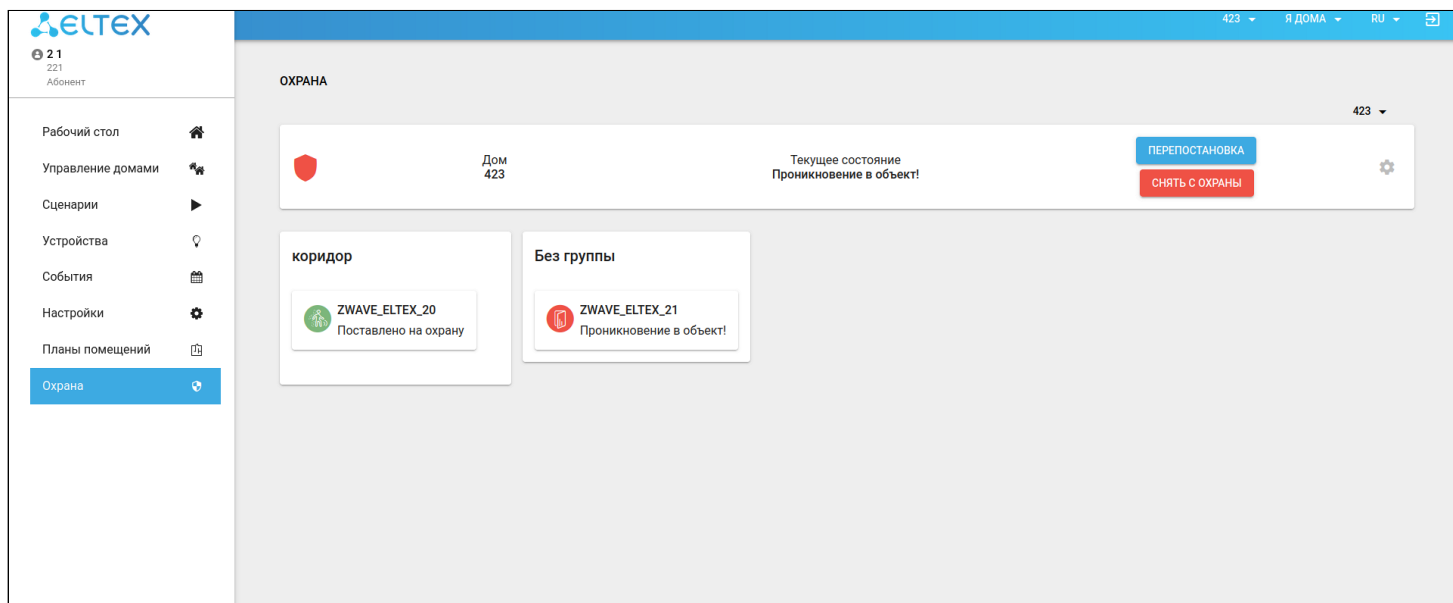 ELTEX
2 1
221
Абонент
423
Я ДОМА
RU
Рабочий стол
Управление домами
Сценарии
Устройства
События
Настройки
Планы помещений
Охрана
ОХРАНА
423
Дом
423
Текущее состояние
Проникновение в объект!
ПЕРЕПОСТАНОВКА
СНЯТЬ С ОХРАНЫ
коридор
ZWAVE_ELTEX_20
Поставлено на охрану
Без группы
ZWAVE_ELTEX_21
Проникновение в объект!